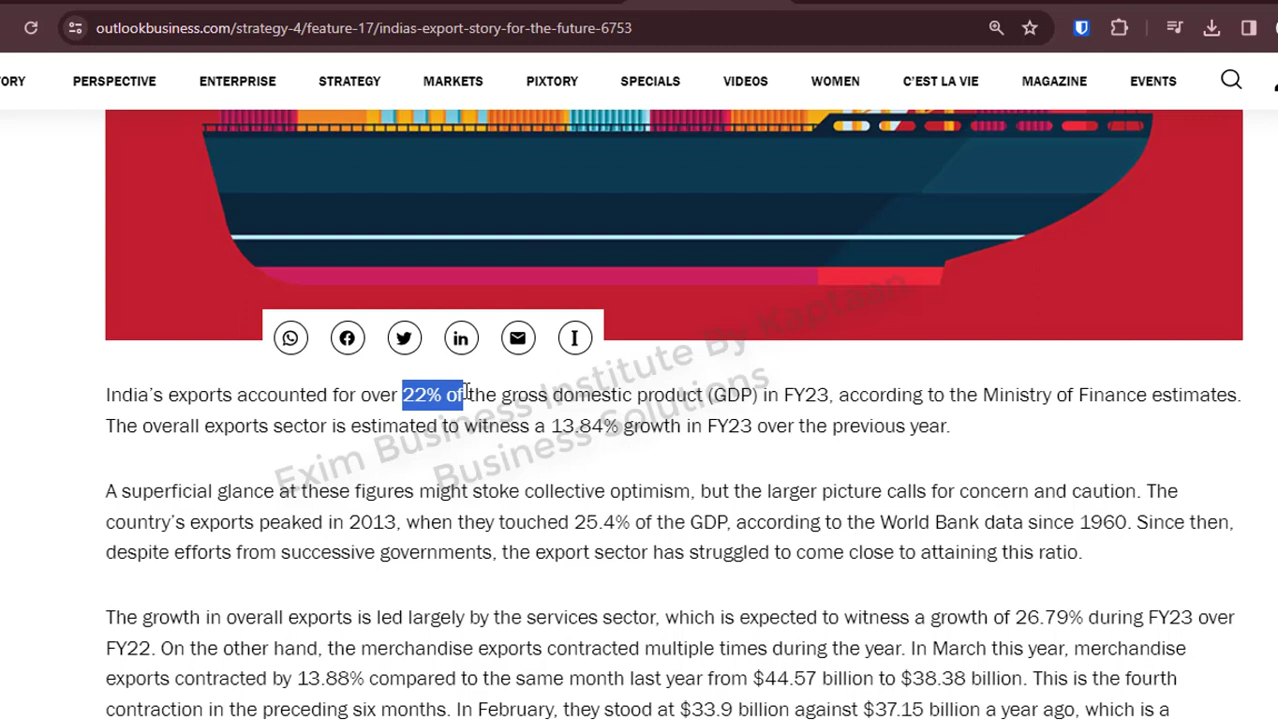 outlookbusiness.com/strategy-4/feature-17/indias-export-story-for-the-future-6753
ORY PERSPECTIVE ENTERPRISE STRATEGY MARKETS PIXTORY SPECIALS VIDEOS WOMEN C'EST LA VIE MAGAZINE EVENTS
India's exports accounted for over 22% of the gross domestic product (GDP) in FY23, according to the Ministry of Finance estimates.
The overall exports sector is estimated to witness a 13.84% growth in FY23 over the previous year.
Exim Business Institute By Kaptaan
Business Solutions
A superficial glance at these figures might stoke collective optimism, but the larger picture calls for concern and caution. The
country's exports peaked in 2013, when they touched 25.4% of the GDP, according to the World Bank data since 1960. Since then,
despite efforts from successive governments, the export sector has struggled to come close to attaining this ratio.
The growth in overall exports is led largely by the services sector, which is expected to witness a growth of 26.79% during FY23 over
FY22. On the other hand, the merchandise exports contracted multiple times during the year. In March this year, merchandise
exports contracted by 13.88% compared to the same month last year from $44.57 billion to $38.38 billion. This is the fourth
contraction in the preceding six months. In February, they stood at $33.9 billion against $37.15 billion a year ago, which is a